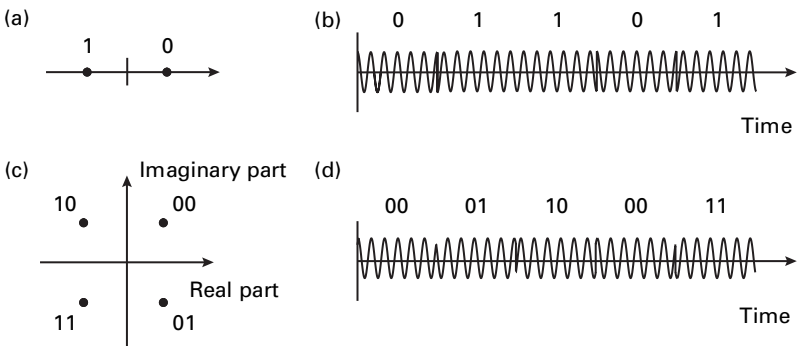 (a)
1 0
(b)
0 1 1 0 1
Time
(c)
Imaginary part
10 00
Real part
11 01
(d)
00 01 10 00 11
Time